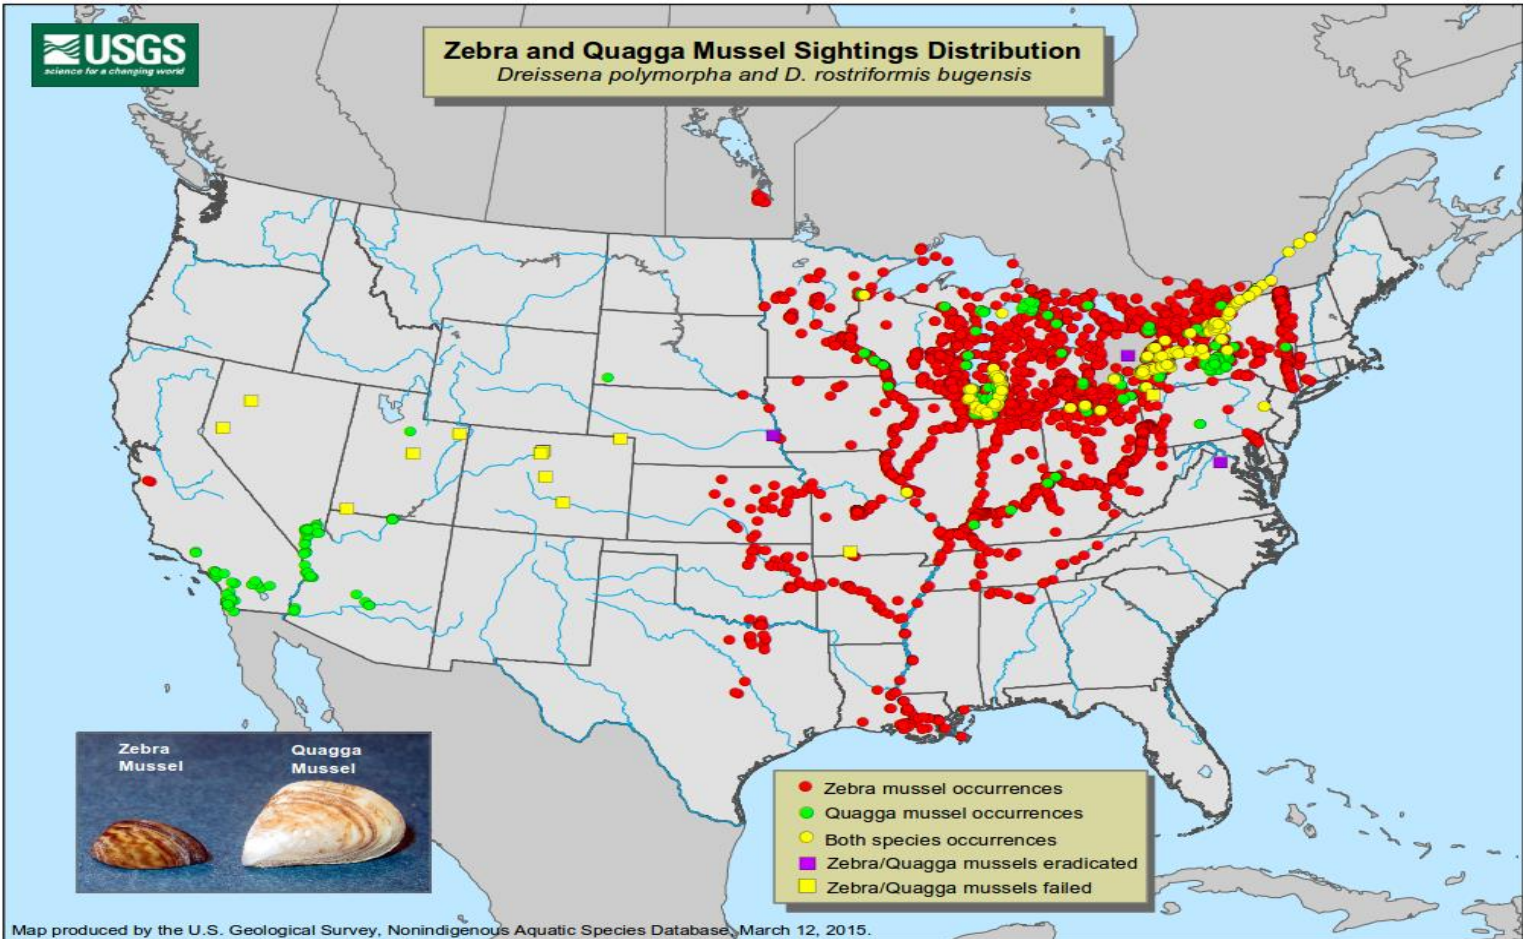 USGS
science for a changing world
Zebra and Quagga Mussel Sightings Distribution
Dreissena polymorpha and D. rostriformis bugensis
Zebra
Mussel
Quagga
Mussel
Zebra mussel occurrences
Quagga mussel occurrences
Both species occurrences
Zebra/Quagga mussels eradicated
Zebra/Quagga mussels failed
Map produced by the U.S. Geological Survey, Nonindigenous Aquatic Species Database, March 12, 2015.